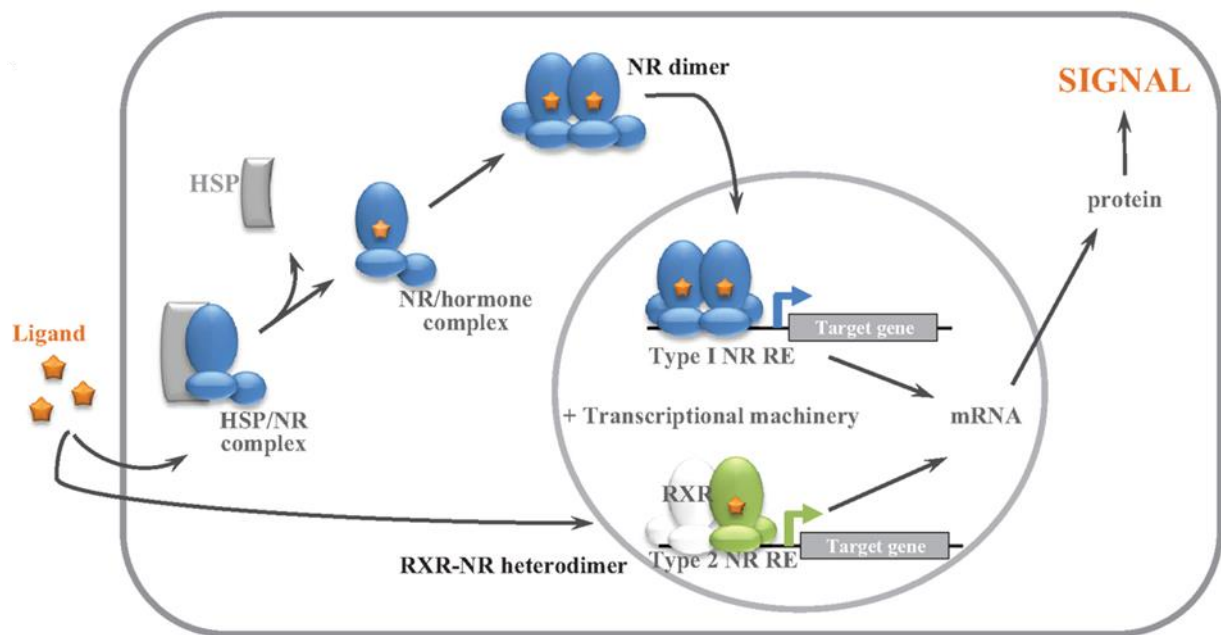 NR dimer
SIGNAL
HSP
protein
NR/hormone
complex
Ligand
Target gene
Type I NR RE
HSP/NR
complex
+ Transcriptional machinery
mRNA
RXR
Target gene
Type 2 NR RE
RXR-NR heterodimer